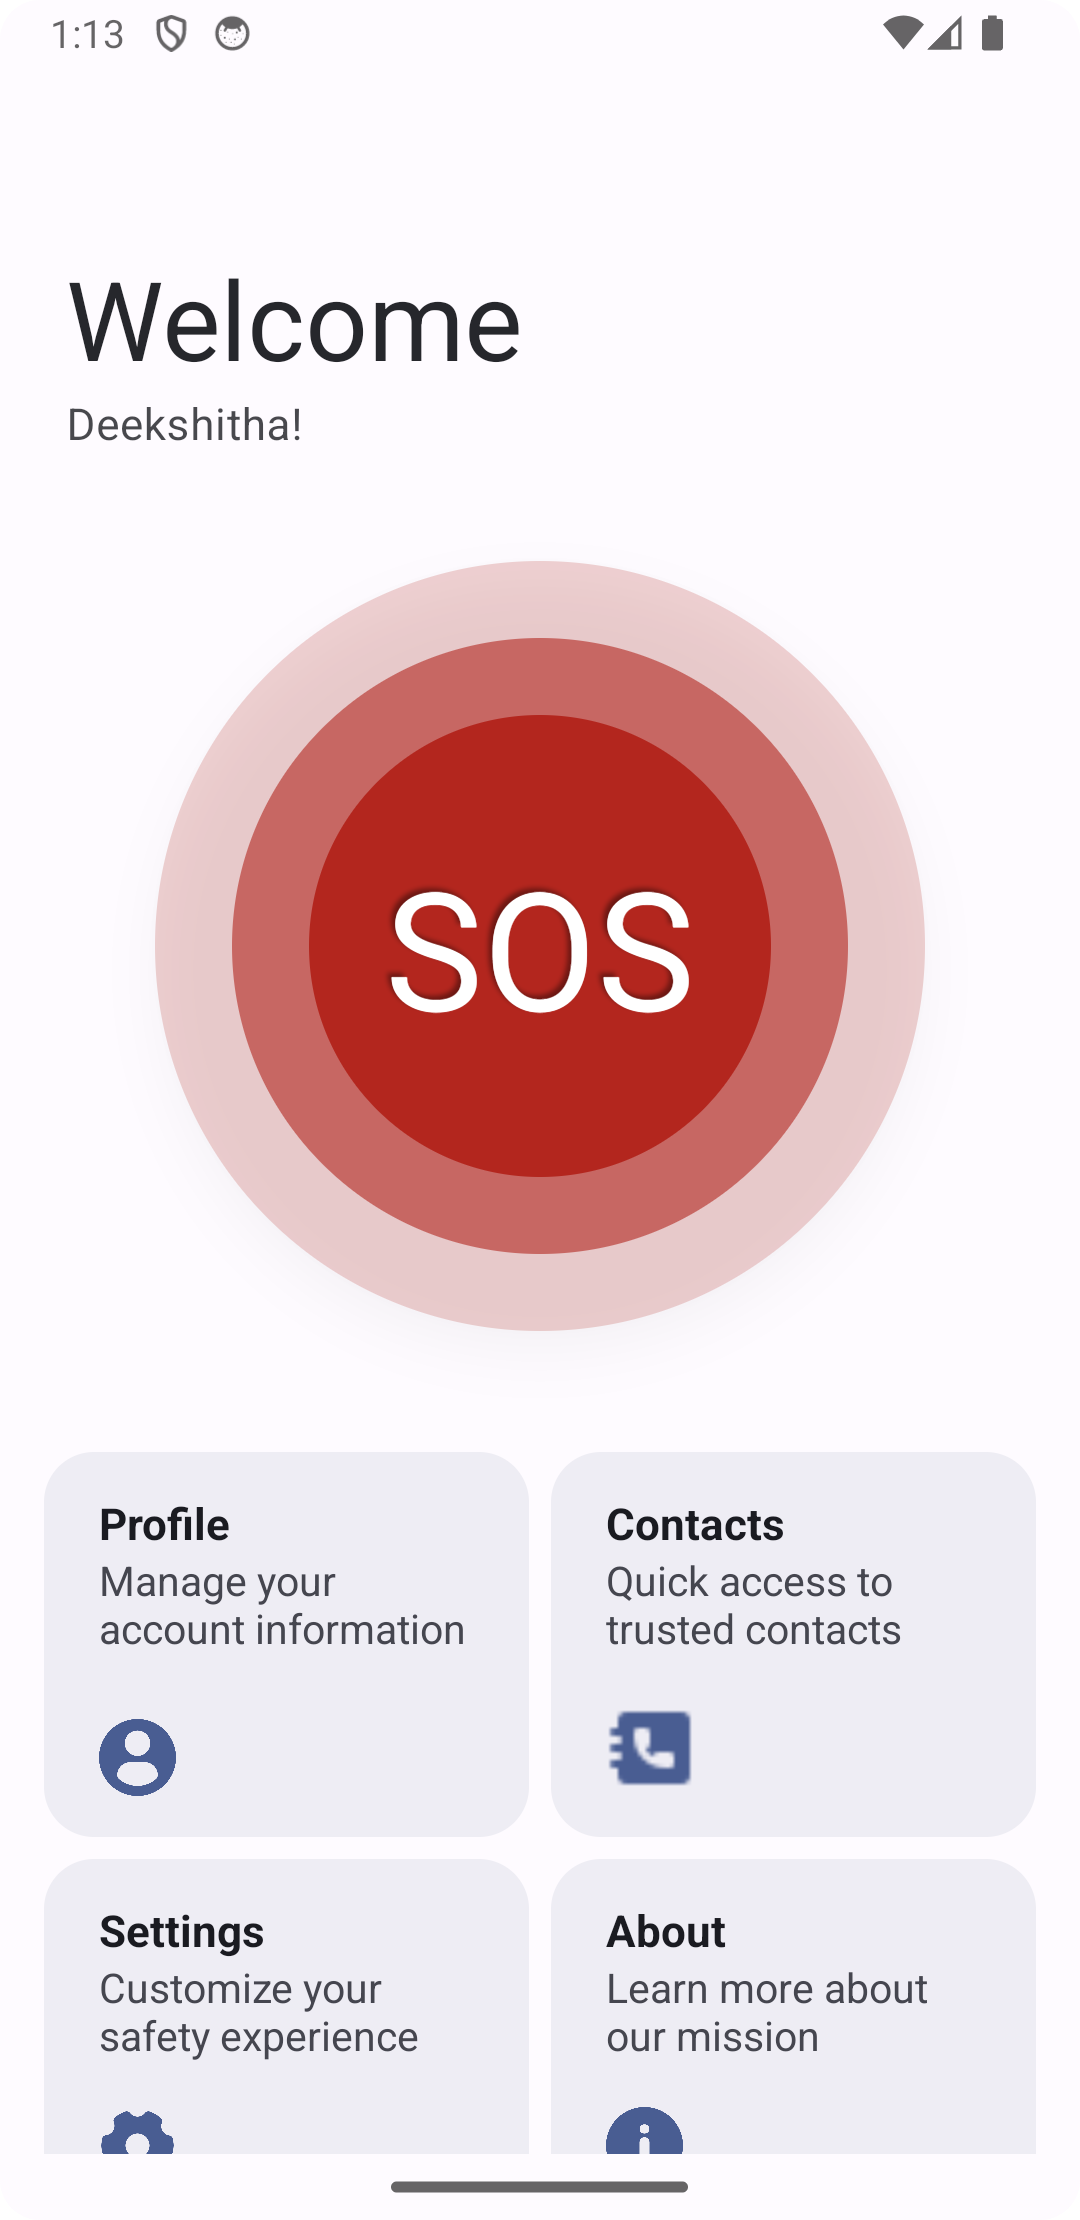 1:13
Welcome
Deekshitha!
SOS
Profile
Manage your
account information
Contacts
Quick access to
trusted contacts
Settings
Customize your
safety experience
About
Learn more about
our mission